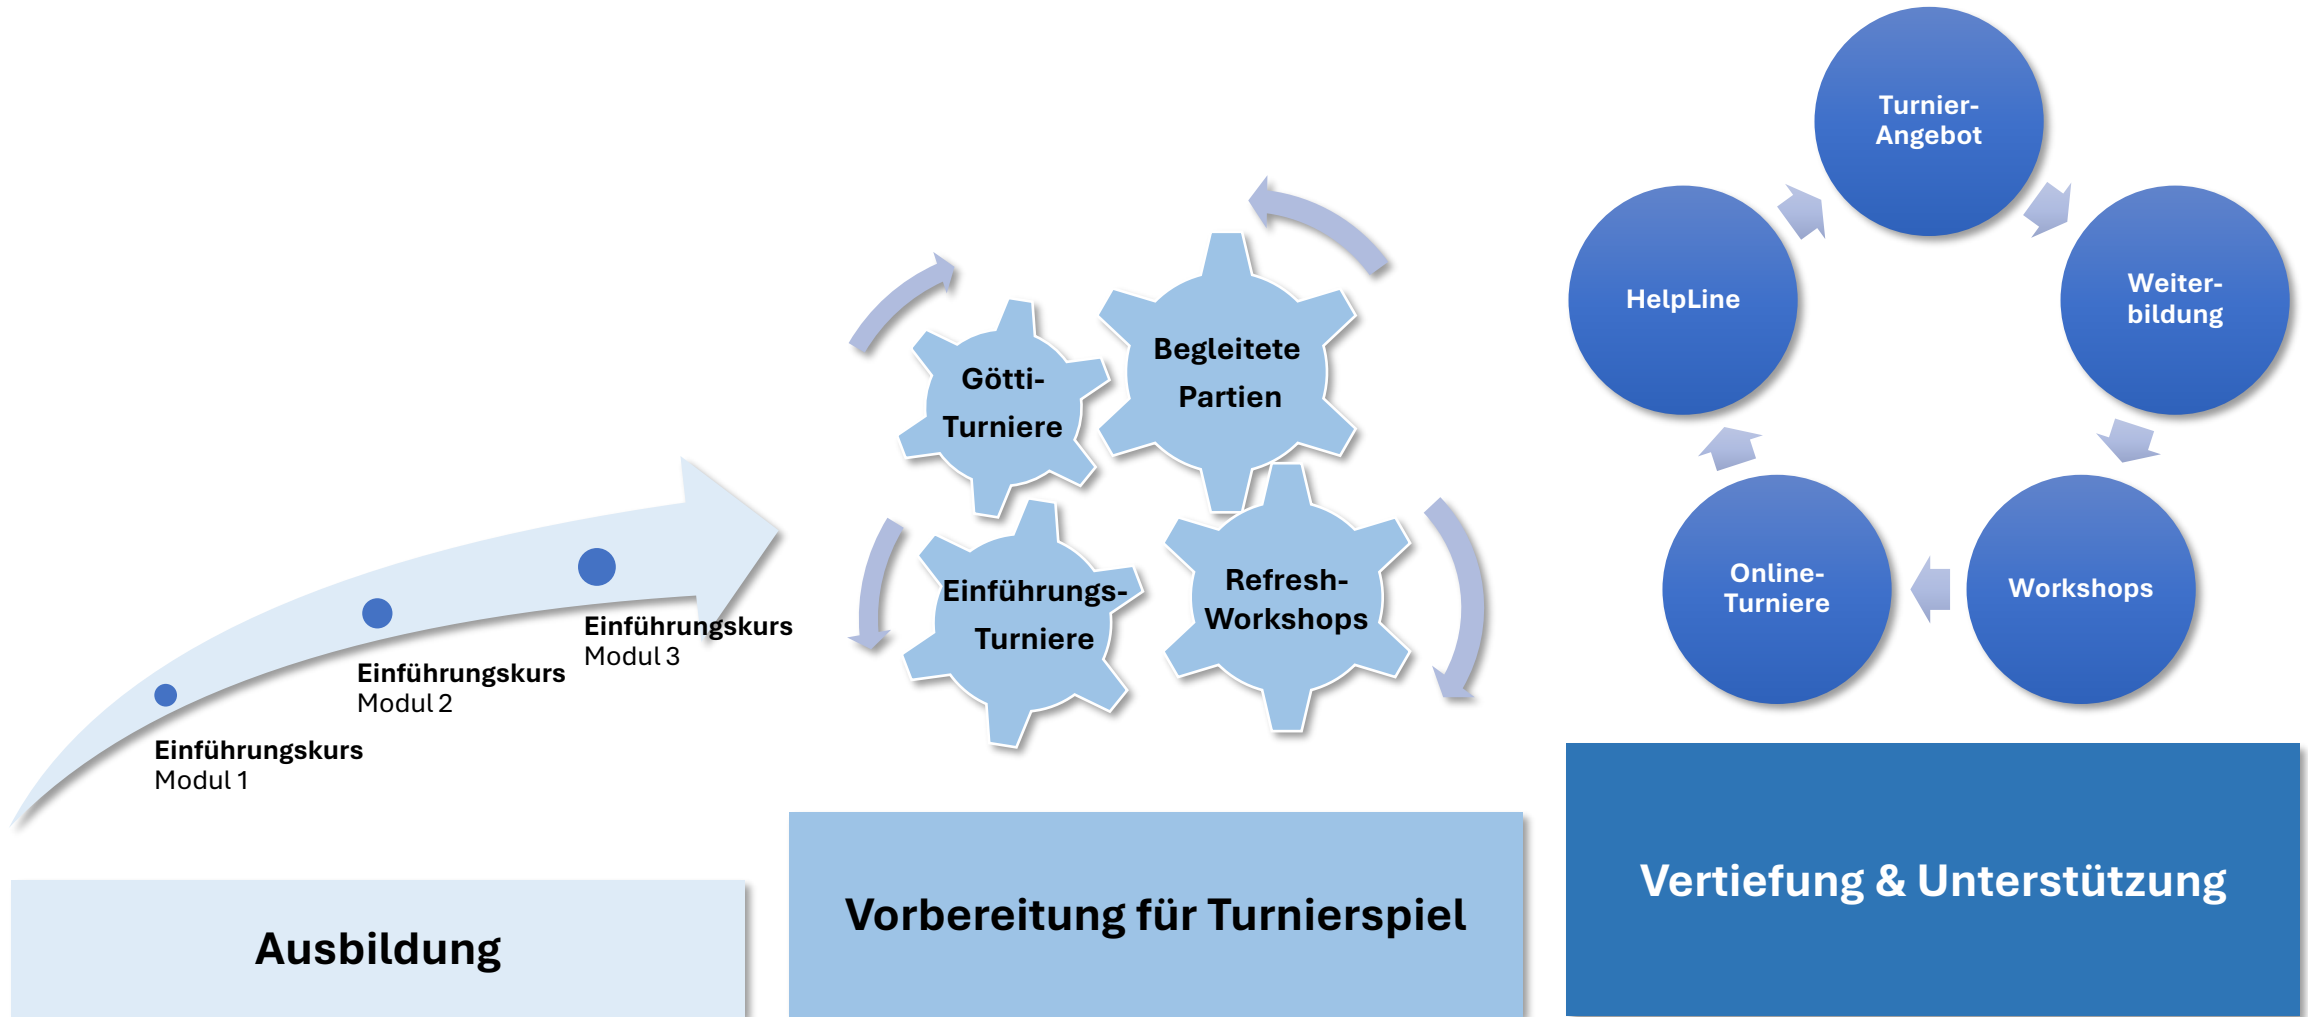 Einführungskurs
Modul 1
Einführungskurs
Modul 2
Einführungskurs
Modul 3
Ausbildung
Götti-
Turniere
Begleitete
Partien
Einführungs-
Turniere
Refresh-
Workshops
Vorbereitung für Turnierspiel
Turnier-
Angebot
Weiter-
bildung
Workshops
Online-
Turniere
HelpLine
Vertiefung & Unterstützung